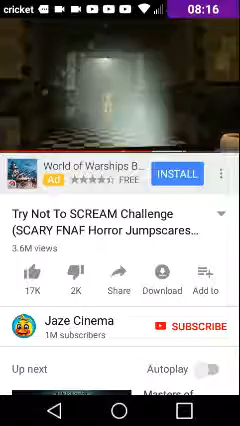 cricket
08:16
World of Warships B...
Ad
FREE
INSTALL
Try Not To SCREAM Challenge
(SCARY FNAF Horror Jumpscares...
3.6M views
17K
2K
Share
Download
Add to
Jaze Cinema
1M subscribers
SUBSCRIBE
Up next
Autoplay
Masters of